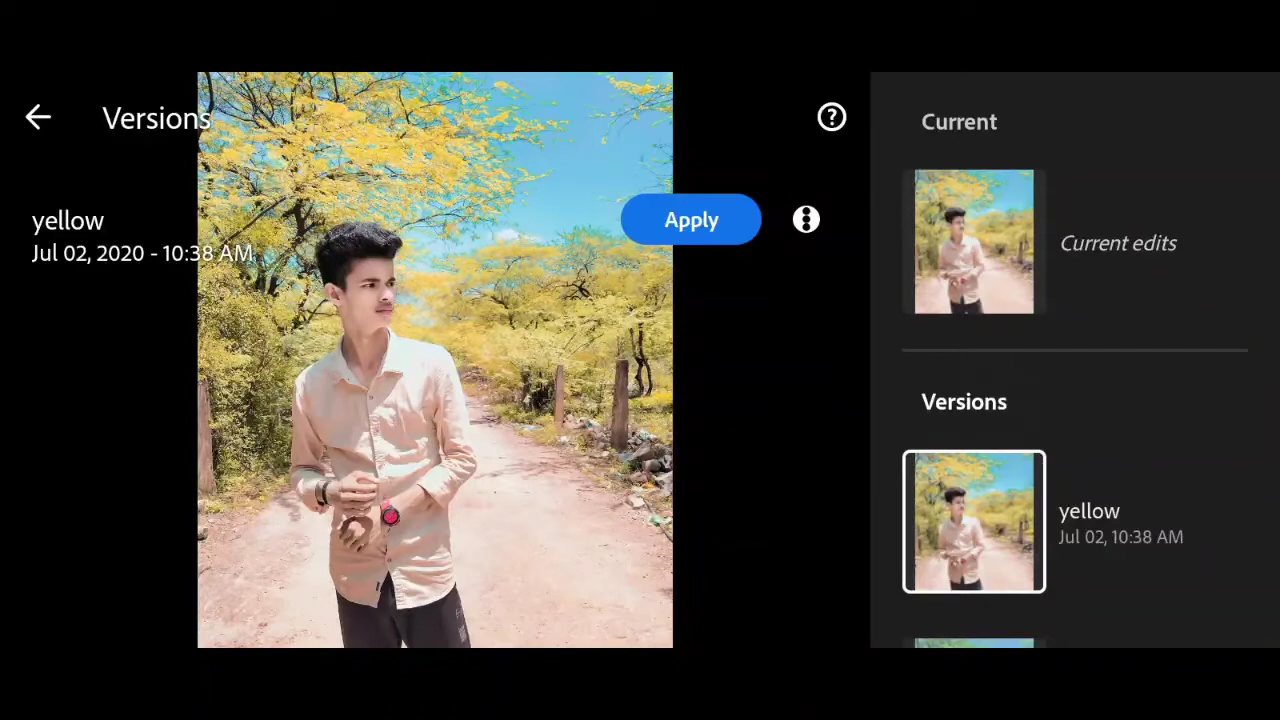 Versions
yellow
Jul 02, 2020 - 10:38 AM
Apply
Current
Current edits
Versions
yellow
Jul 02, 10:38 AM